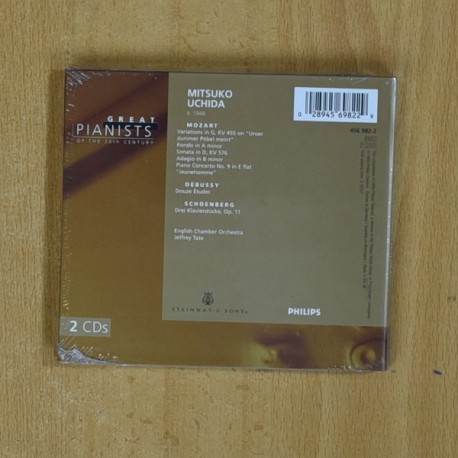 GREAT
PIANISTS
OF THE 20TH CENTURY
2 CDs
MITSUKO
UCHIDA
b. 1948
MOZART
Variations in G, KV 455 on "Unser
dummer Pöbel meint"
Rondo in A minor
Sonata in D, KV 576
Adagio in B minor
Piano Concerto No. 9 in E flat
"Jeunehomme"
DEBUSSY
Douze Études
SCHOENBERG
Drei Klavierstücke, Op. 11
English Chamber Orchestra
Jeffrey Tate
STEINWAY & SONS
PHILIPS
0 28945 69822 9
456 982-2